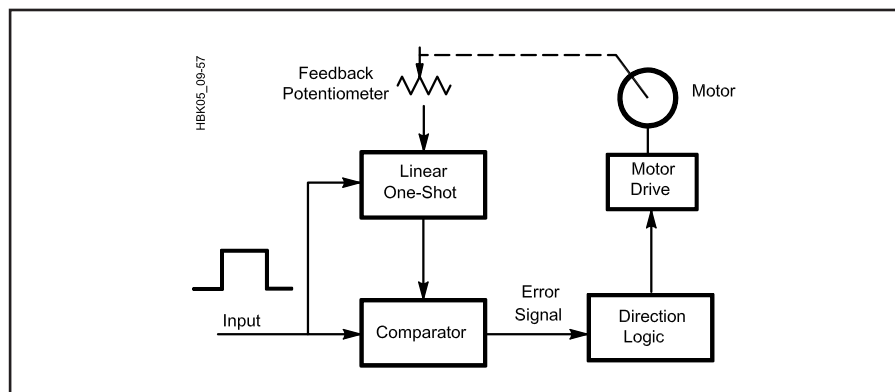 HBK05_09-57
Feedback
Potentiometer
Motor
Linear
One-Shot
Motor
Drive
Input
Comparator
Error
Signal
Direction
Logic